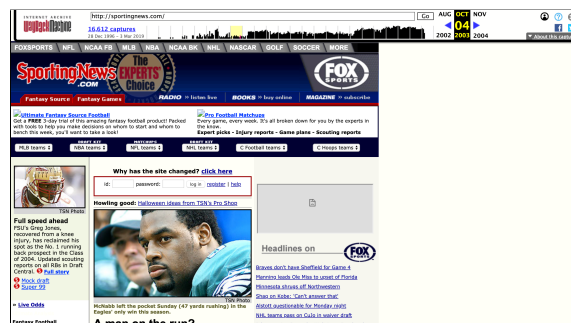 INTERNET ARCHIVE
WayBackMachine
http://sportingnews.com/
Go
AUG OCT NOV
04
2002 2003 2004
16,612 captures
28 Dec 1996 - 3 Mar 2019
About this captu
FOXSPORTS NFL NCAA FB MLB NBA NCAA BK NHL NASCAR GOLF SOCCER MORE
Sporting News
.COM
THE EXPERTS' Choice
FOX SPORTS
Fantasy Source Fantasy Games
RADIO » listen live BOOKS » buy online MAGAZINE » subscribe
Ultimate Fantasy Source Football
Get a FREE 3-day trial of this amazing fantasy football product! Packed
with tools to help you make decisions on whom to start and whom to
bench this week, you'll want to take a look!
Pro Football Matchups
Every game, every week. It's all broken down for you by the experts in
the know.
Expert picks - Injury reports - Game plans - Scouting reports
DRAFT KIT MATCHUPS DRAFT KIT
MLB teams NBA teams NFL teams NHL teams C Football teams C Hoops teams
TSN Photo
Full speed ahead
FSU's Greg Jones,
recovered from a knee
injury, has reclaimed his
spot as the No. 1 running
back prospect in the Class
of 2004. Updated scouting
reports on all RBs in Draft
Central. Full story
Mock draft
Super 99
» Live Odds
Fantasy Football
Why has the site changed? click here
id: password: log in register | help
Howling good: Halloween ideas from TSN's Pro Shop
TSN Photo
McNabb left the pocket Sunday (47 yards rushing) in the
Eagles' only win this season.
A man on the run?
Headlines on FOX SPORTS
Braves don't have Sheffield for Game 4
Manning leads Ole Miss to upset of Florida
Minnesota shrugs off Northwestern
Shaq on Kobe: 'Can't answer that'
Alstott questionable for Monday night
NHL teams pass on CuJo in waiver draft